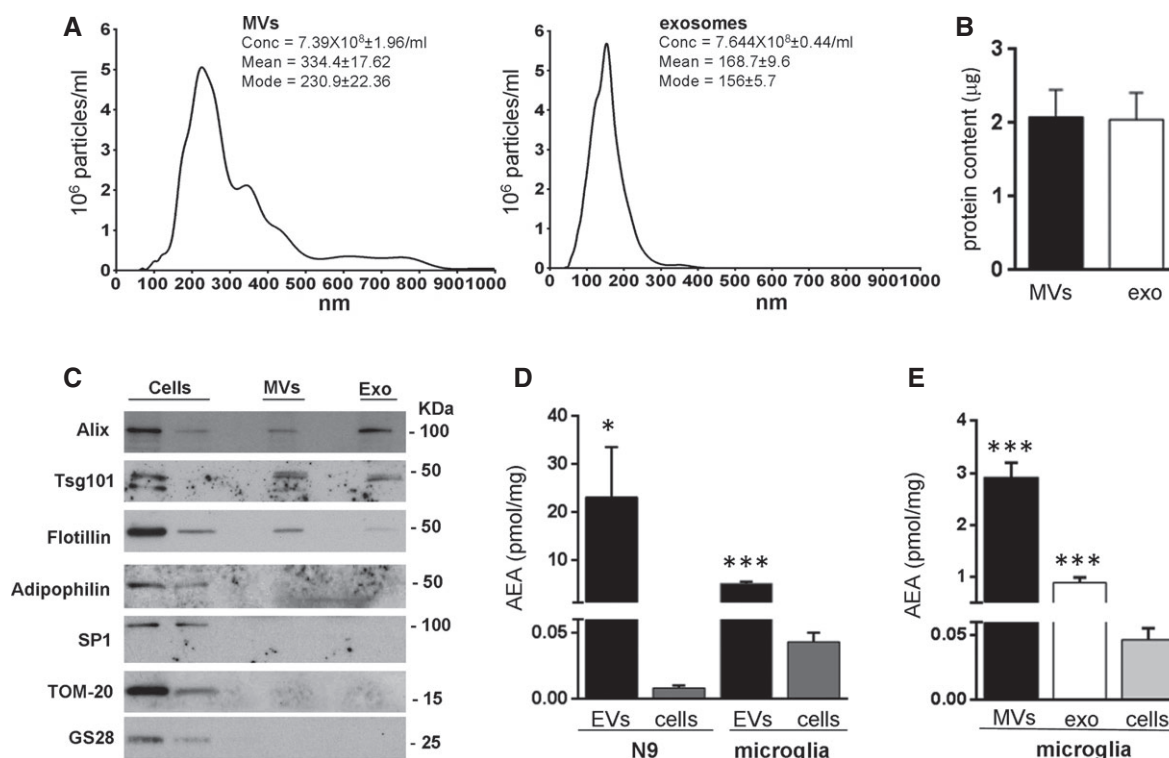 A
MVs
Conc = 7.39X10⁸±1.96/ml
Mean = 334.4±17.62
Mode = 230.9±22.36
10⁶ particles/ml
6
5
4
3
2
1
0
0 100 200 300 400 500 600 700 800 900 1000
nm
exosomes
Conc = 7.644X10⁸±0.44/ml
Mean = 168.7±9.6
Mode = 156±5.7
10⁶ particles/ml
6
5
4
3
2
1
0
0 100 200 300 400 500 600 700 800 900 1000
nm
B
protein content (µg)
3
2
1
0
MVs exo
C
Cells MVs Exo
KDa
Alix - 100
Tsg101 - 50
Flotillin - 50
Adipophilin - 50
SP1 - 100
TOM-20 - 15
GS28 - 25
D
AEA (pmol/mg)
40
30
20
10
0.05
0.00
*
***
EVs cells EVs cells
N9 microglia
E
AEA (pmol/mg)
4
3
2
1
0.05
0.00
***
***
MVs exo cells
microglia